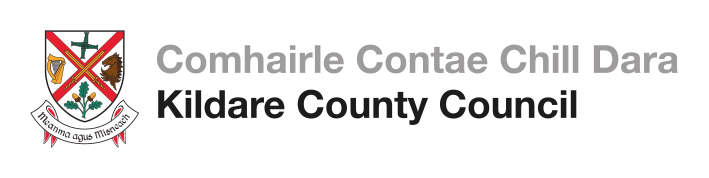 Comhairle Contae Chill Dara
Kildare County Council
Meanma agus Misneach